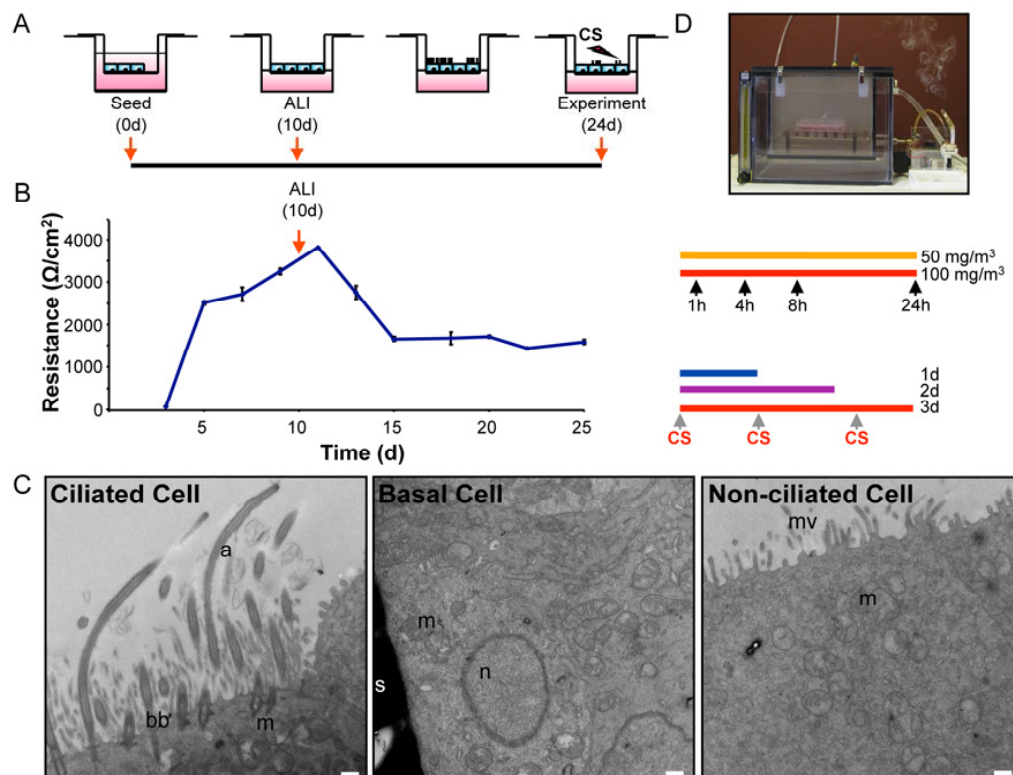 A
CS
Seed
(0d)
ALI
(10d)
Experiment
(24d)
B
ALI
(10d)
Resistance (Ω/cm²)
4000
3000
2000
1000
0
5
10
15
20
25
Time (d)
C
Ciliated Cell
a
bb
m
Basal Cell
m
n
s
Non-ciliated Cell
mv
m
D
50 mg/m³
100 mg/m³
1h
4h
8h
24h
1d
2d
3d
CS
CS
CS